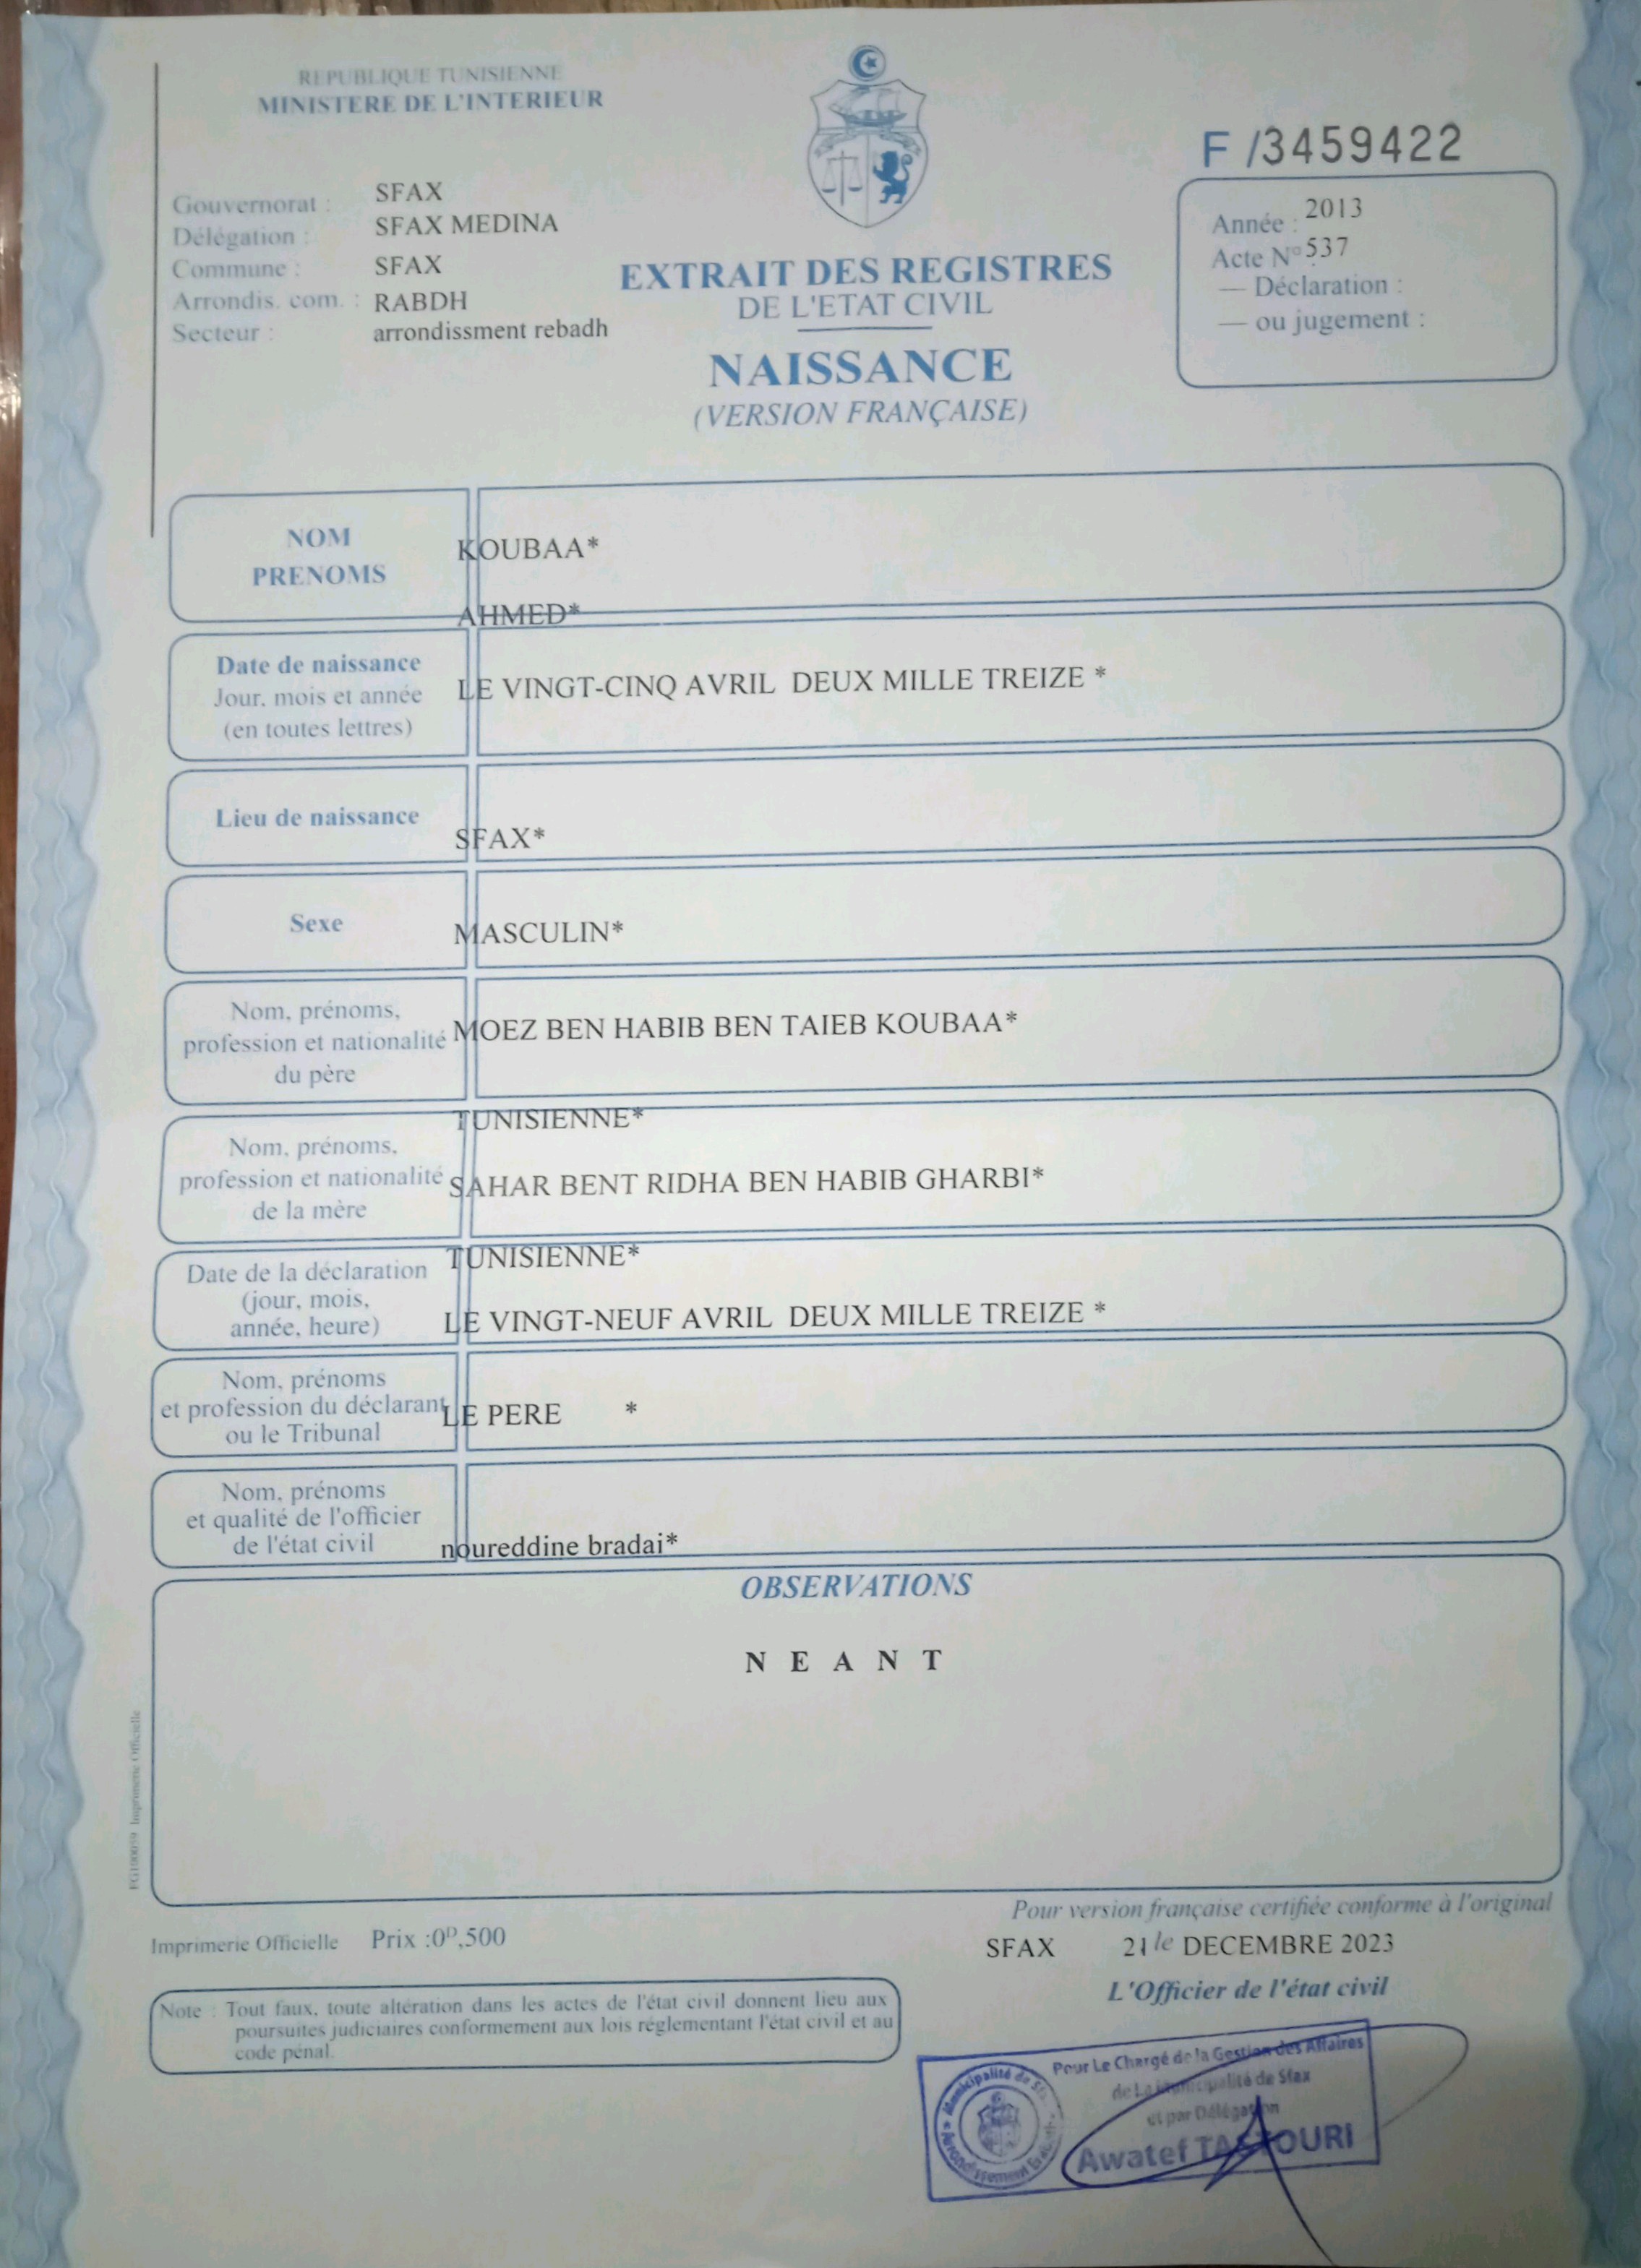 REPUBLIQUE TUNISIENNE
MINISTERE DE L'INTERIEUR
F /3459422
Gouvernorat : SFAX
Délégation : SFAX MEDINA
Commune : SFAX
Arrondis. com. : RABDH
Secteur : arrondissment rebadh
EXTRAIT DES REGISTRES
DE L'ETAT CIVIL
NAISSANCE
(VERSION FRANÇAISE)
Année : 2013
Acte N° 537
— Déclaration :
— ou jugement :
NOM
PRENOMS
KOUBAA*
AHMED*
Date de naissance
Jour, mois et année
(en toutes lettres)
LE VINGT-CINQ AVRIL DEUX MILLE TREIZE *
Lieu de naissance
SFAX*
Sexe
MASCULIN*
Nom, prénoms,
profession et nationalité
du père
MOEZ BEN HABIB BEN TAIEB KOUBAA*
TUNISIENNE*
Nom, prénoms,
profession et nationalité
de la mère
SAHAR BENT RIDHA BEN HABIB GHARBI*
TUNISIENNE*
Date de la déclaration
(jour, mois,
année, heure)
LE VINGT-NEUF AVRIL DEUX MILLE TREIZE *
Nom, prénoms
et profession du déclarant
ou le Tribunal
LE PERE *
Nom, prénoms
et qualité de l'officier
de l'état civil
noureddine bradai*
OBSERVATIONS
N E A N T
Imprimerie Officielle
Pour version française certifiée conforme à l'original
Imprimerie Officielle Prix :0ᴰ,500
SFAX 21 le DECEMBRE 2023
L'Officier de l'état civil
Note : Tout faux, toute altération dans les actes de l'état civil donnent lieu aux
poursuites judiciaires conformement aux lois réglementant l'état civil et au
code pénal.
Pour Le Chargé de la Gestion des Affaires
de La Municipalité de Sfax
et par Délégation
Awatef TASTOURI
Municipalité de Sfax
Arrondissement